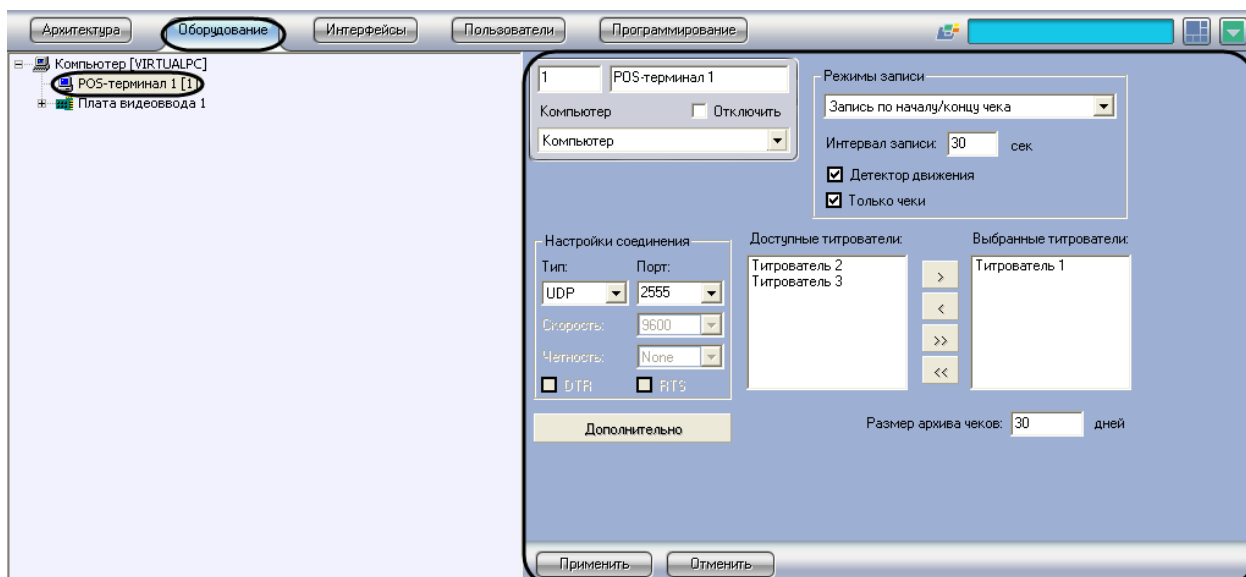 Архитектура Оборудование Интерфейсы Пользователи Программирование
Компьютер [VIRTUALPC]
POS-терминал 1 [1]
Плата видеоввода 1
1 POS-терминал 1
Компьютер Отключить
Компьютер
Режимы записи
Запись по началу/концу чека
Интервал записи: 30 сек
Детектор движения
Только чеки
Настройки соединения
Тип: Порт:
UDP 2555
Скорость: 9600
Четность: None
DTR RTS
Дополнительно
Доступные титрователи:
Титрователь 2
Титрователь 3
>
<
>>
<<
Выбранные титрователи:
Титрователь 1
Размер архива чеков: 30 дней
Применить Отменить